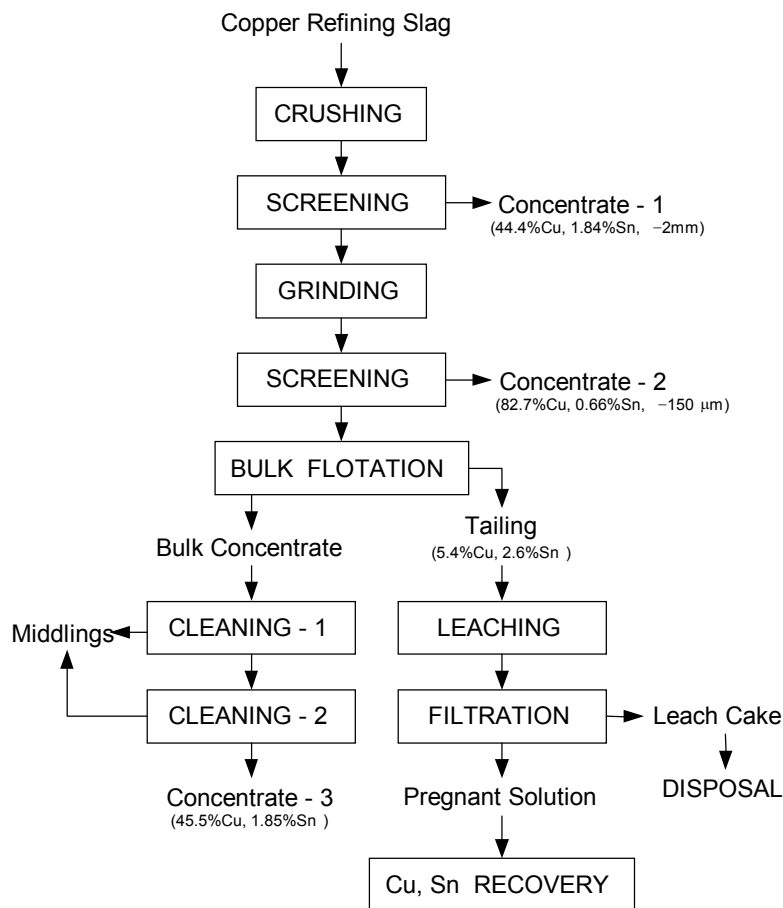 Copper Refining Slag
CRUSHING
SCREENING
Concentrate - 1
(44.4%Cu, 1.84%Sn, −2mm)
GRINDING
SCREENING
Concentrate - 2
(82.7%Cu, 0.66%Sn, −150 μm)
BULK FLOTATION
Bulk Concentrate
Tailing
(5.4%Cu, 2.6%Sn )
Middlings
CLEANING - 1
LEACHING
CLEANING - 2
FILTRATION
Leach Cake
Concentrate - 3
(45.5%Cu, 1.85%Sn )
Pregnant Solution
DISPOSAL
Cu, Sn RECOVERY